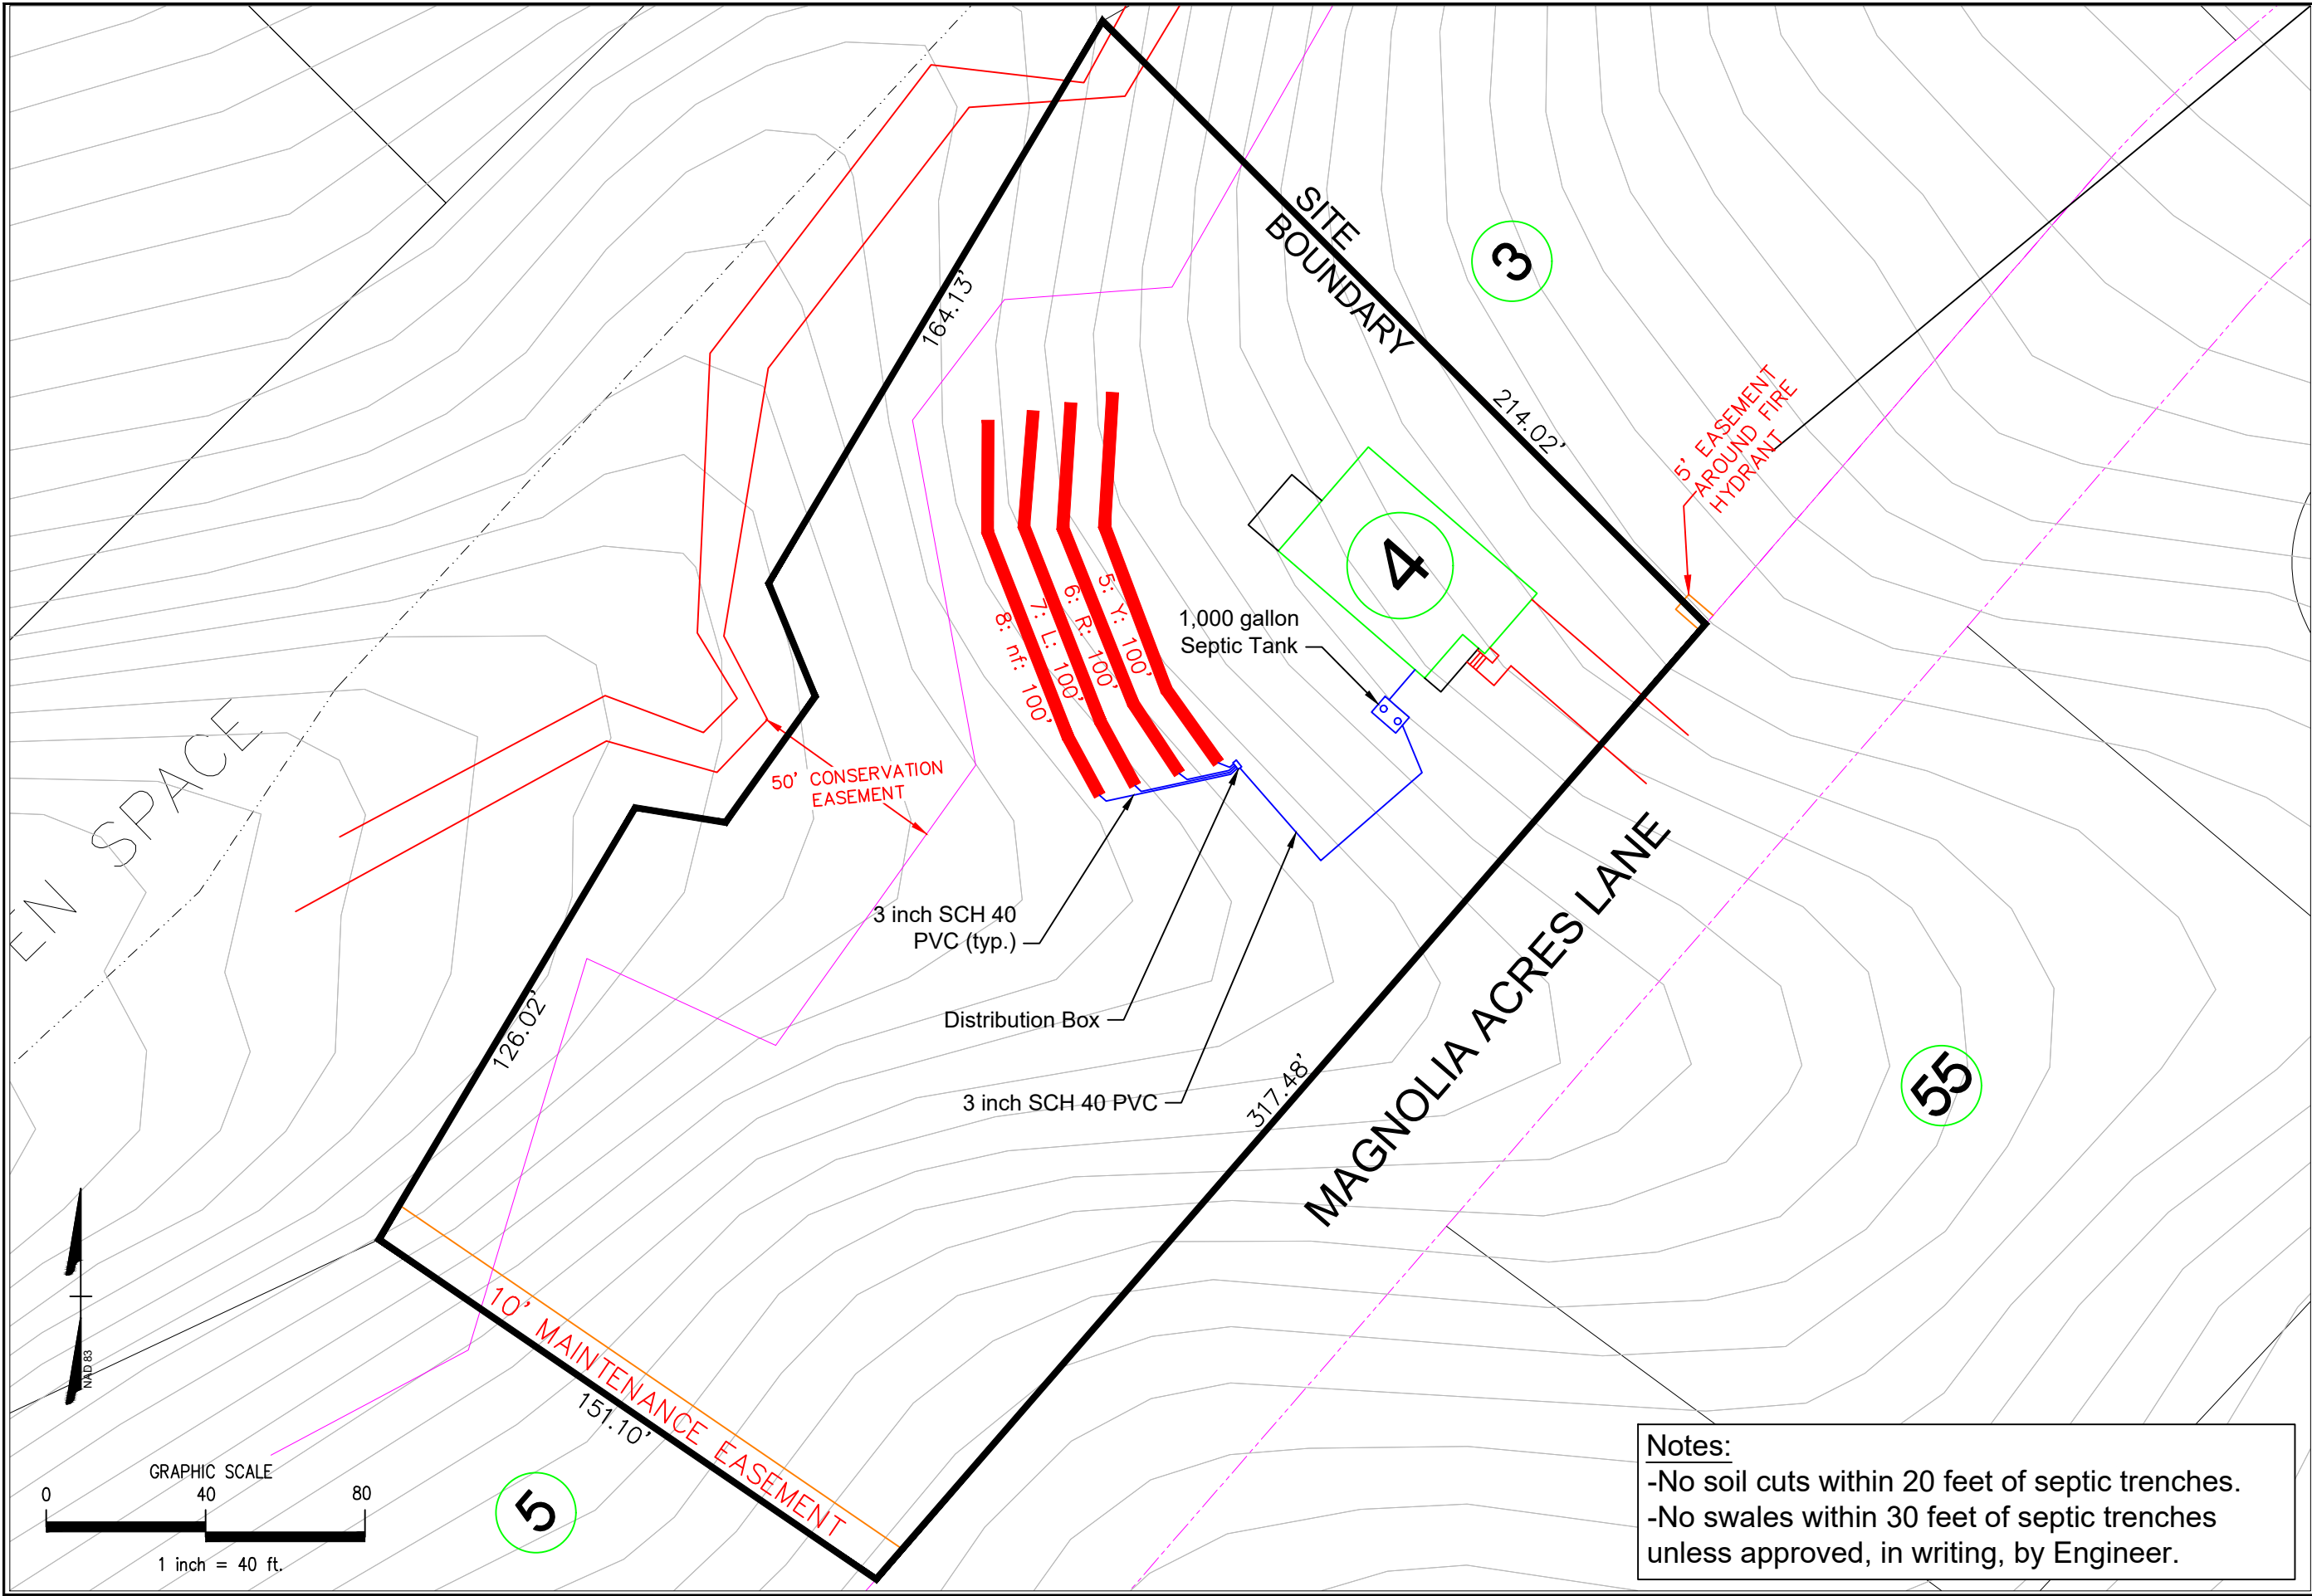 SITE
BOUNDARY
3
164.13'
214.02'
5' EASEMENT
AROUND FIRE
HYDRANT
4
1,000 gallon
Septic Tank
5: Y: 100'
6: R: 100'
7: L: 100'
8: nf: 100'
50' CONSERVATION
EASEMENT
EN SPACE
3 inch SCH 40
PVC (typ.)
Distribution Box
3 inch SCH 40 PVC
126.02'
317.48'
MAGNOLIA ACRES LANE
55
10' MAINTENANCE EASEMENT
151.10'
5
NAD 83
GRAPHIC SCALE
0 40 80
1 inch = 40 ft.
Notes:
-No soil cuts within 20 feet of septic trenches.
-No swales within 30 feet of septic trenches
unless approved, in writing, by Engineer.